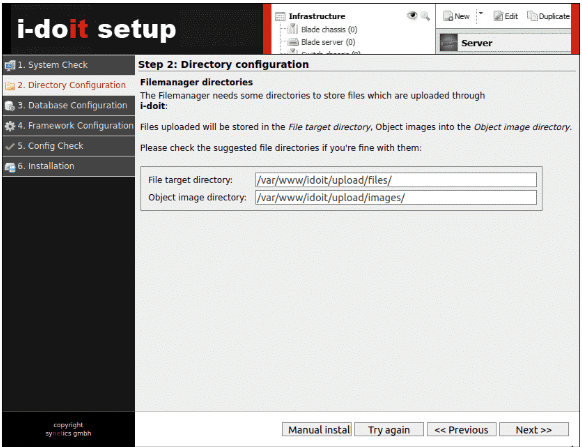 i-doit setup
Infrastructure
Blade chassis (0)
Blade server (0)
Switch chassis (0)
New
Edit
Duplicate
Server
1. System Check
2. Directory Configuration
3. Database Configuration
4. Framework Configuration
5. Config Check
6. Installation
Step 2: Directory configuration
Filemanager directories
The Filemanager needs some directories to store files which are uploaded through
i-doit:
Files uploaded will be stored in the File target directory, Object images into the Object image directory.
Please check the suggested file directories if you're fine with them:
File target directory: /var/www/idoit/upload/files/
Object image directory: /var/www/idoit/upload/images/
copyright
synetics gmbh
Manual instal
Try again
<< Previous
Next >>